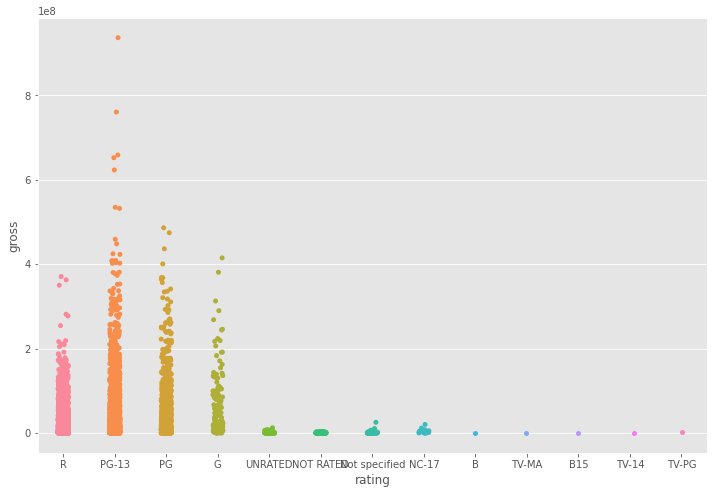 1e8
8
6
4
2
0
gross
R PG-13 PG G UNRATED NOT RATED Not specified NC-17 B TV-MA B15 TV-14 TV-PG
rating